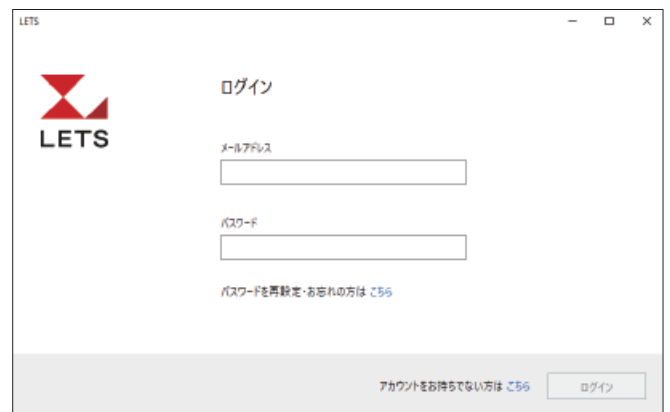 LETS
LETS
ログイン
メールアドレス
パスワード
パスワードを再設定・お忘れの方は こちら
アカウントをお持ちでない方は こちら
ログイン